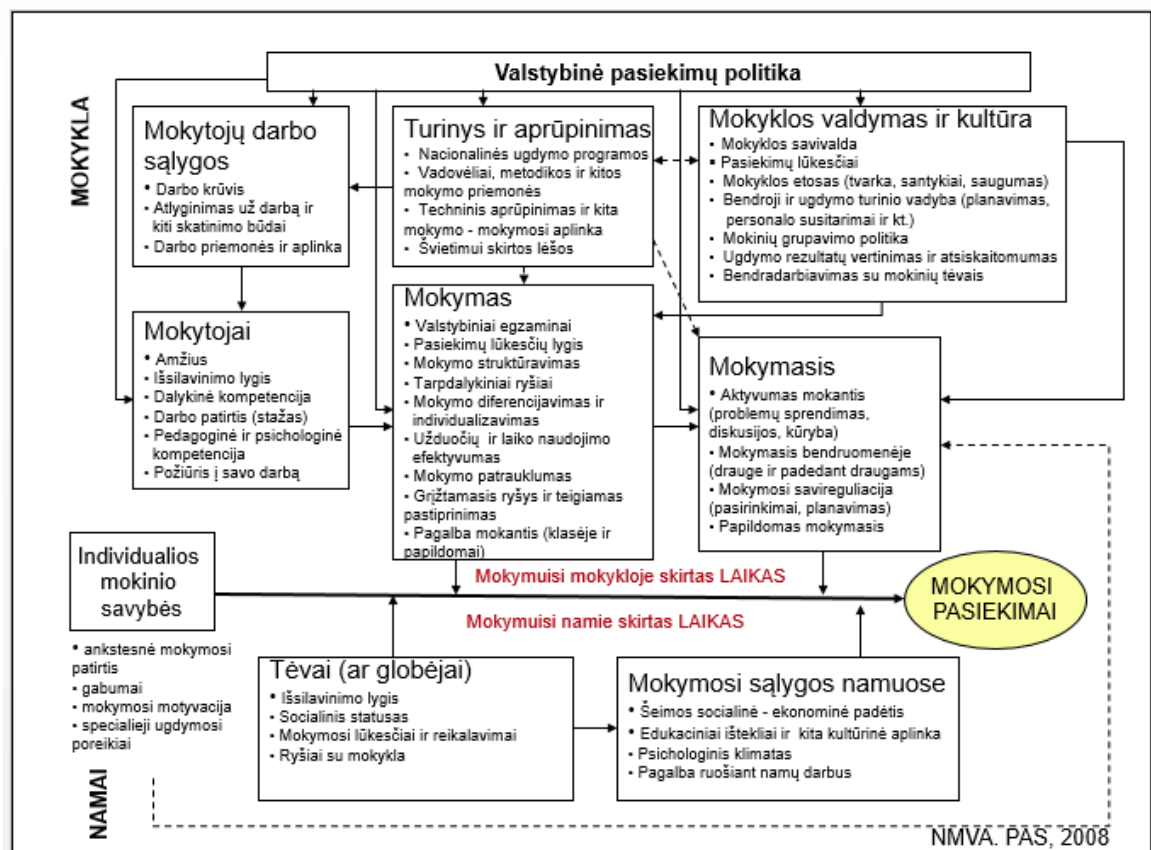 Valstybinė pasiekimų politika
MOKYKLA
Mokytojų darbo
sąlygos
• Darbo krūvis
▪ Atlyginimas už darbą ir
kiti skatinimo būdai
▪ Darbo priemonės ir aplinka
Turinys ir aprūpinimas
▪ Nacionalinės ugdymo programos
▪ Vadovėliai, metodikos ir kitos
mokymo priemonės
▪ Techninis aprūpinimas ir kita
mokymo - mokymosi aplinka
▪ Švietimui skirtos lėšos
Mokyklos valdymas ir kultūra
▪ Mokyklos savivalda
▪ Pasiekimų lūkesčiai
▪ Mokyklos etosas (tvarka, santykiai, saugumas)
▪ Bendroji ir ugdymo turinio vadyba (planavimas,
personalo susitarimai ir kt.)
▪ Mokinių grupavimo politika
▪ Ugdymo rezultatų vertinimas ir atsiskaitomumas
▪ Bendradarbiavimas su mokinių tėvais
Mokytojai
• Amžius
▪ Išsilavinimo lygis
▪ Dalykinė kompetencija
▪ Darbo patirtis (stažas)
▪ Pedagoginė ir psichologinė
kompetencija
▪ Požiūris į savo darbą
Mokymas
• Valstybiniai egzaminai
▪ Pasiekimų lūkesčių lygis
▪ Mokymo struktūravimas
▪ Tarpdalykiniai ryšiai
▪ Mokymo diferencijavimas ir
individualizavimas
▪ Užduočių ir laiko naudojimo
efektyvumas
▪ Mokymo patrauklumas
▪ Grįžtamasis ryšys ir teigiamas
pastiprinimas
▪ Pagalba mokantis (klasėje ir
papildomai)
Mokymasis
• Aktyvumas mokantis
(problemų sprendimas,
diskusijos, kūryba)
▪ Mokymasis bendruomenėje
(drauge ir padedant draugams)
▪ Mokymosi savireguliacija
(pasirinkimai, planavimas)
▪ Papildomas mokymasis
Individualios
mokinio
savybės
• ankstesnė mokymosi
patirtis
▪ gabumai
▪ mokymosi motyvacija
▪ specialieji ugdymosi
poreikiai
Mokymuisi mokykloje skirtas LAIKAS
Mokymuisi namie skirtas LAIKAS
MOKYMOSI
PASIEKIMAI
NAMAI
Tėvai (ar globėjai)
• Išsilavinimo lygis
▪ Socialinis statusas
▪ Mokymosi lūkesčiai ir reikalavimai
▪ Ryšiai su mokykla
Mokymosi sąlygos namuose
• Šeimos socialinė - ekonominė padėtis
• Edukaciniai ištekliai ir kita kultūrinė aplinka
▪ Psichologinis klimatas
▪ Pagalba ruošiant namų darbus
NMVA. PAS, 2008